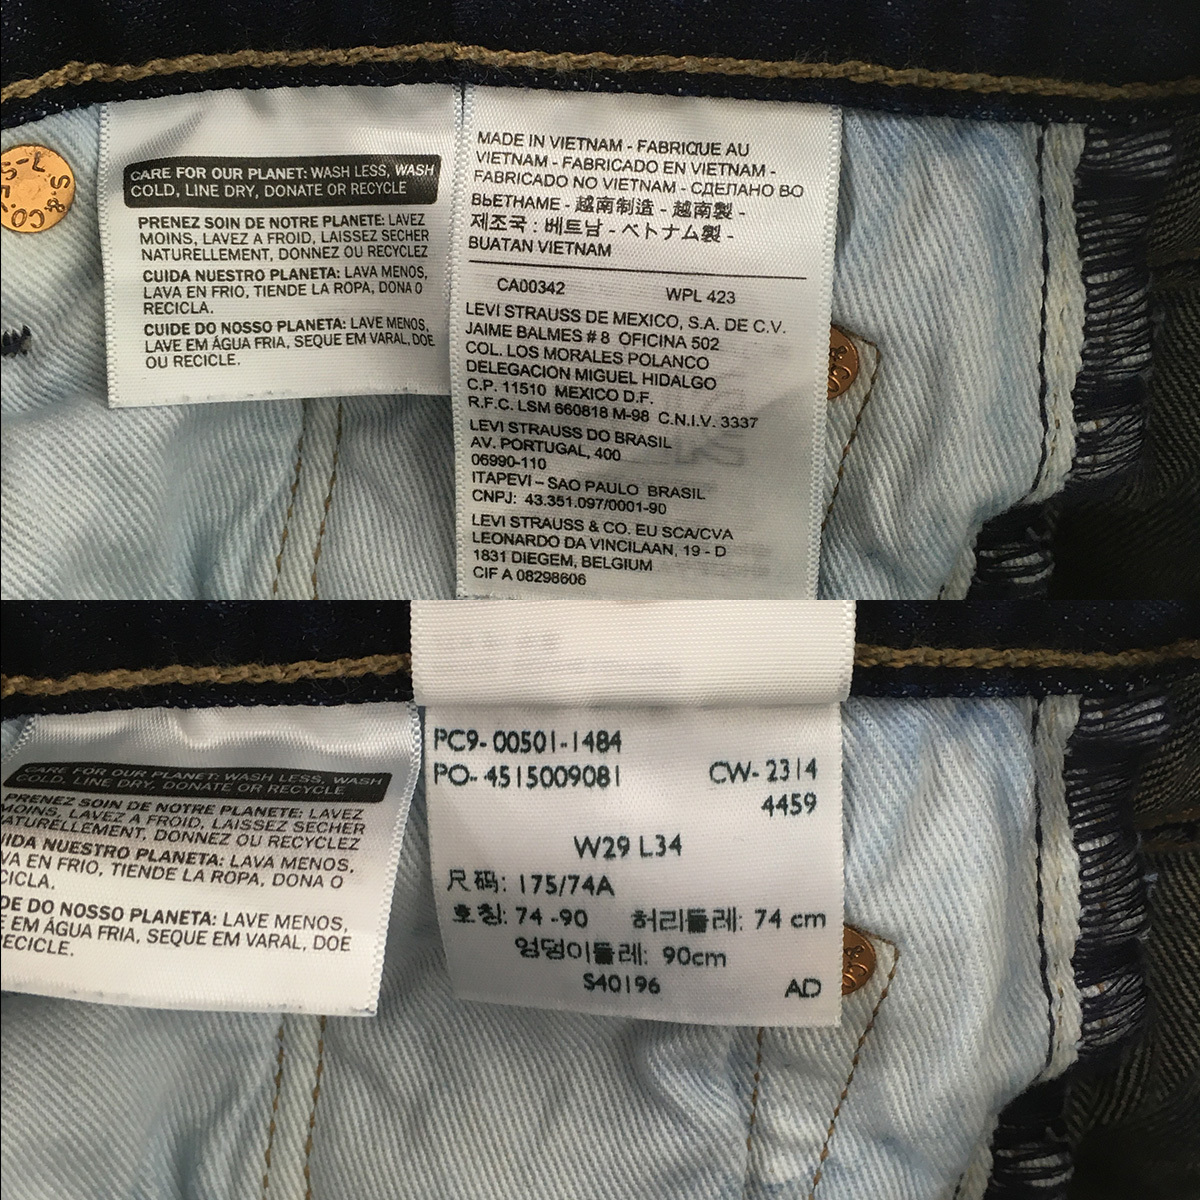 CARE FOR OUR PLANET: WASH LESS, WASH
COLD, LINE DRY, DONATE OR RECYCLE
PRENEZ SOIN DE NOTRE PLANETE: LAVEZ
MOINS, LAVEZ A FROID, LAISSEZ SECHER
NATURELLEMENT, DONNEZ OU RECYCLEZ
CUIDA NUESTRO PLANETA: LAVA MENOS,
LAVA EN FRIO, TIENDE LA ROPA, DONA O
RECICLA.
CUIDE DO NOSSO PLANETA: LAVE MENOS,
LAVE EM ÁGUA FRIA, SEQUE EM VARAL, DOE
OU RECICLE.
MADE IN VIETNAM - FABRIQUE AU
VIETNAM - FABRICADO EN VIETNAM -
FABRICADO NO VIETNAM - СДЕЛАНО ВО
ВЬЕТНАМЕ - 越南制造 - 越南製 -
제조국 : 베트남 - ベトナム製 -
BUATAN VIETNAM
CA00342 WPL 423
LEVI STRAUSS DE MEXICO, S.A. DE C.V.
JAIME BALMES # 8 OFICINA 502
COL. LOS MORALES POLANCO
DELEGACION MIGUEL HIDALGO
C.P. 11510 MEXICO D.F.
R.F.C. LSM 660818 M-98 C.N.I.V. 3337
LEVI STRAUSS DO BRASIL
AV. PORTUGAL, 400
06990-110
ITAPEVI – SAO PAULO BRASIL
CNPJ: 43.351.097/0001-90
LEVI STRAUSS & CO. EU SCA/CVA
LEONARDO DA VINCILAAN, 19 - D
1831 DIEGEM, BELGIUM
CIF A 08298606
CARE FOR OUR PLANET: WASH LESS, WASH
COLD, LINE DRY, DONATE OR RECYCLE
PRENEZ SOIN DE NOTRE PLANETE: LAVEZ
MOINS, LAVEZ A FROID, LAISSEZ SECHER
ATURELLEMENT, DONNEZ OU RECYCLEZ
IDA NUESTRO PLANETA: LAVA MENOS,
VA EN FRIO, TIENDE LA ROPA, DONA O
CICLA.
DE DO NOSSO PLANETA: LAVE MENOS,
E EM ÁGUA FRIA, SEQUE EM VARAL, DOE
RECICLE.
PC9- 00501-1484
PO- 4515009081 CW- 2314
4459
W29 L34
尺码: 175/74A
호칭: 74 -90 허리둘레: 74 cm
엉덩이둘레: 90cm
S40196 AD